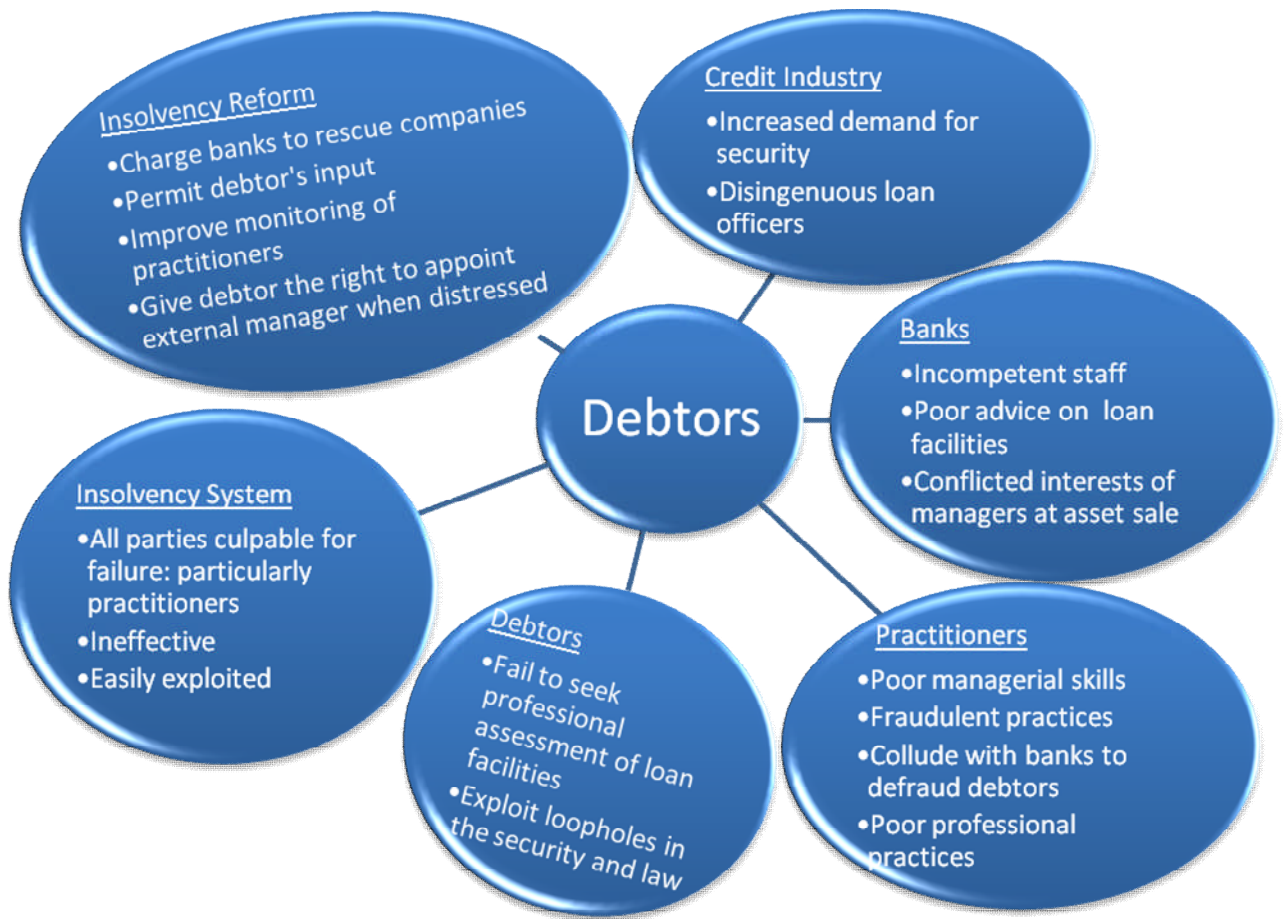 Insolvency Reform
•Charge banks to rescue companies
•Permit debtor's input
•Improve monitoring of
practitioners
•Give debtor the right to appoint
external manager when distressed
Credit Industry
•Increased demand for
security
•Disingenuous loan
officers
Banks
•Incompetent staff
•Poor advice on loan
facilities
•Conflicted interests of
managers at asset sale
Debtors
Insolvency System
•All parties culpable for
failure: particularly
practitioners
•Ineffective
•Easily exploited
Debtors
•Fail to seek
professional
assessment of loan
facilities
•Exploit loopholes in
the security and law
Practitioners
•Poor managerial skills
•Fraudulent practices
•Collude with banks to
defraud debtors
•Poor professional
practices